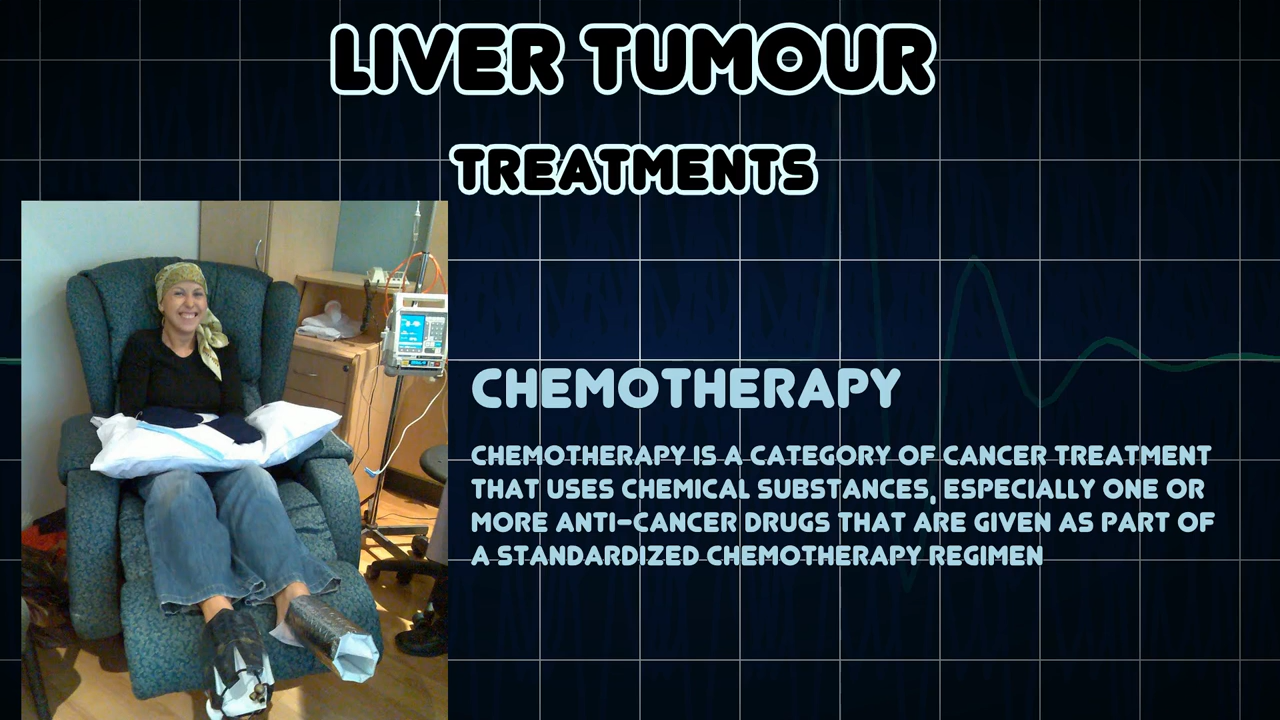 LIVER TUMOUR
TREATMENTS
CHEMOTHERAPY
CHEMOTHERAPY IS A CATEGORY OF CANCER TREATMENT
THAT USES CHEMICAL SUBSTANCES, ESPECIALLY ONE OR
MORE ANTI-CANCER DRUGS THAT ARE GIVEN AS PART OF
A STANDARDIZED CHEMOTHERAPY REGIMEN